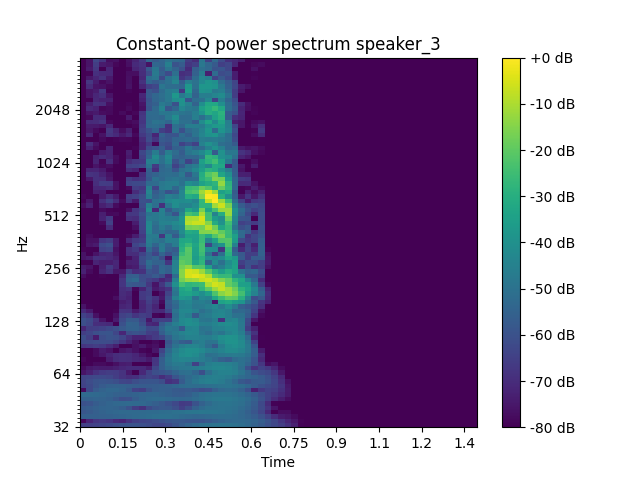 Constant-Q power spectrum speaker_3
Hz
2048
1024
512
256
128
64
32
0 0.15 0.3 0.45 0.6 0.75 0.9 1.1 1.2 1.4
Time
+0 dB
-10 dB
-20 dB
-30 dB
-40 dB
-50 dB
-60 dB
-70 dB
-80 dB